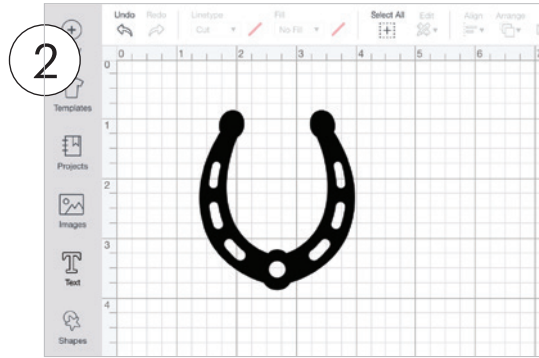 2
Undo Redo Linetype Fill Select All Edit Align Arrange
Cut No Fill
0 1 2 3 4 5 6
0
Templates
1
Projects
2
Images
3
Text
4
Shapes